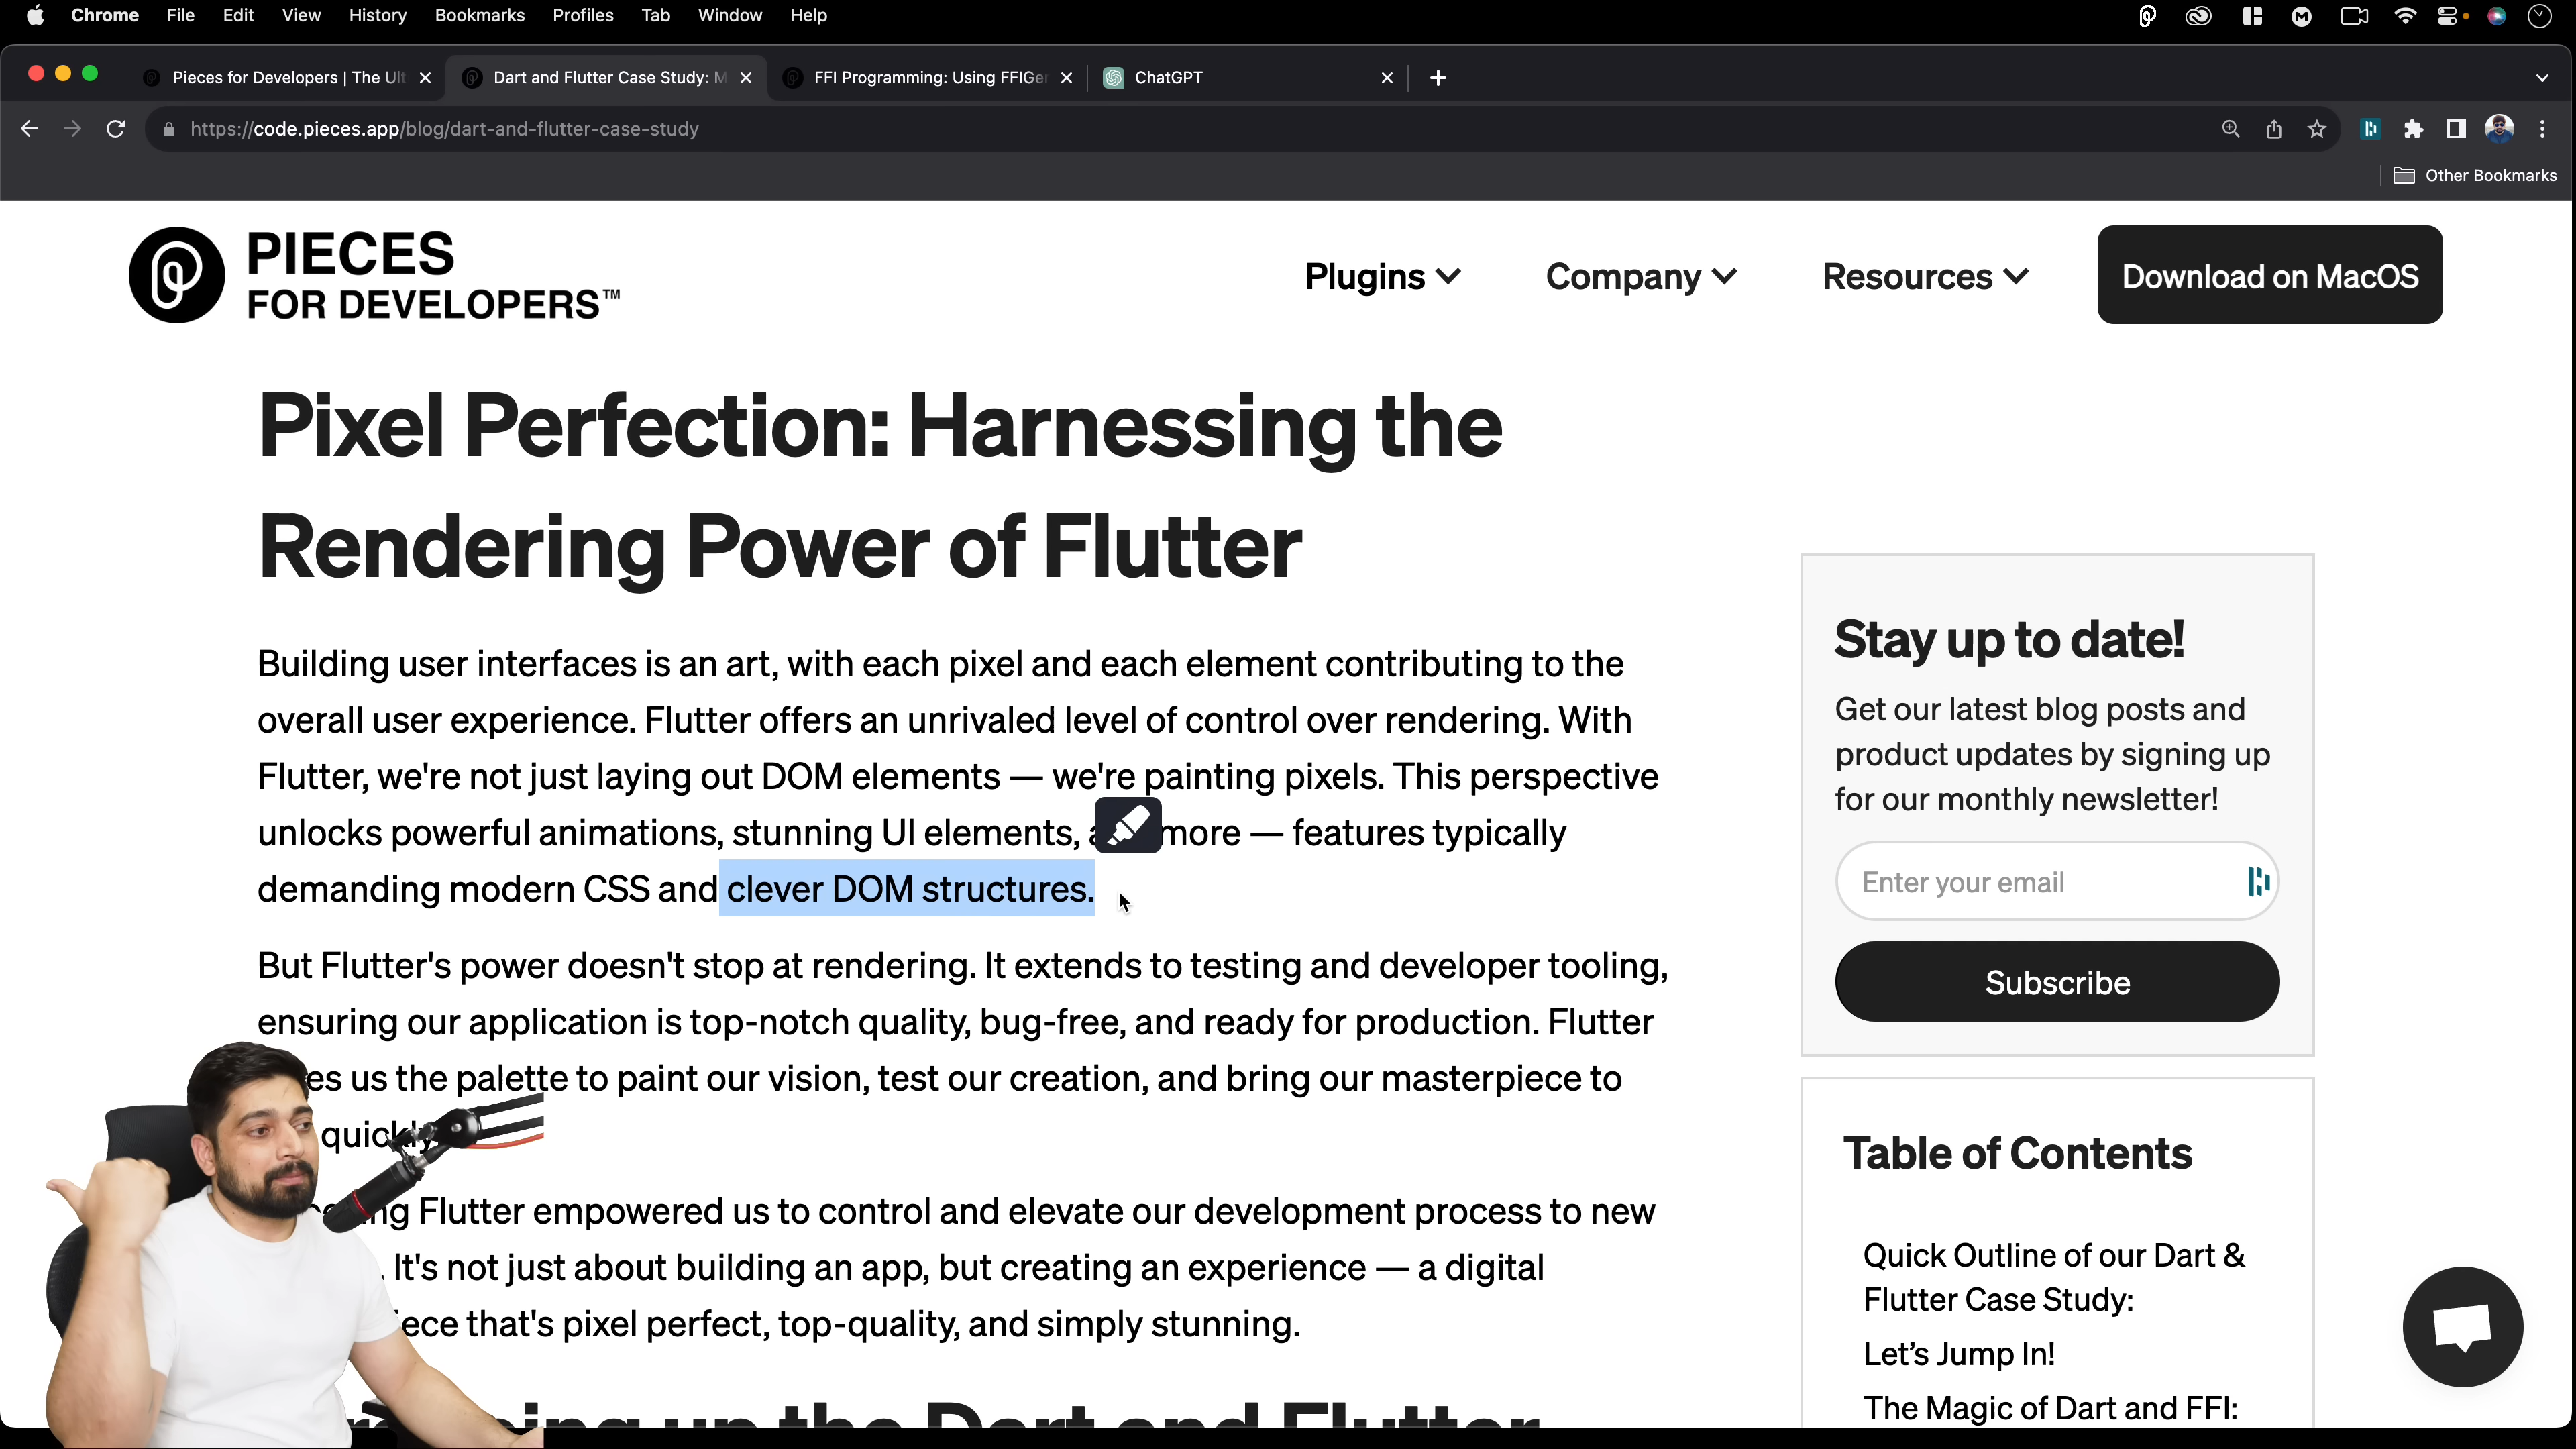 Chrome File Edit View History Bookmarks Profiles Tab Window Help
Pieces for Developers | The Ult
Dart and Flutter Case Study: M
FFI Programming: Using FFIGe
ChatGPT
https://code.pieces.app/blog/dart-and-flutter-case-study
Other Bookmarks
PIECES
FOR DEVELOPERS™
Plugins
Company
Resources
Download on MacOS
Pixel Perfection: Harnessing the
Rendering Power of Flutter
Building user interfaces is an art, with each pixel and each element contributing to the
overall user experience. Flutter offers an unrivaled level of control over rendering. With
Flutter, we're not just laying out DOM elements — we're painting pixels. This perspective
unlocks powerful animations, stunning UI elements, more — features typically
demanding modern CSS and clever DOM structures.
But Flutter's power doesn't stop at rendering. It extends to testing and developer tooling,
ensuring our application is top-notch quality, bug-free, and ready for production. Flutter
us the palette to paint our vision, test our creation, and bring our masterpiece to
quickly
Flutter empowered us to control and elevate our development process to new
It's not just about building an app, but creating an experience — a digital
that's pixel perfect, top-quality, and simply stunning.
up the Dart and Flutter
Stay up to date!
Get our latest blog posts and
product updates by signing up
for our monthly newsletter!
Enter your email
Subscribe
Table of Contents
Quick Outline of our Dart &
Flutter Case Study:
Let's Jump In!
The Magic of Dart and FFI: